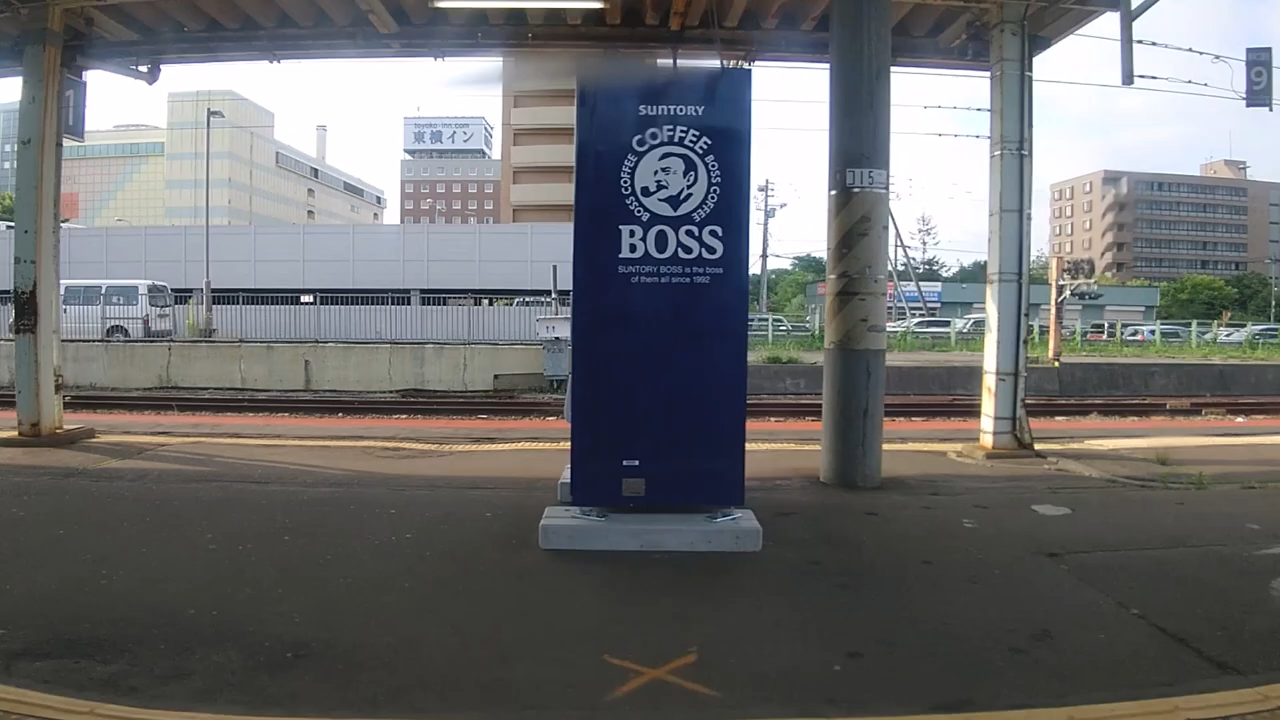 1
toyoko-inn.com
東横イン
SUNTORY
COFFEE
BOSS COFFEE
BOSS COFFEE
BOSS
SUNTORY BOSS is the boss
of them all since 1992
9